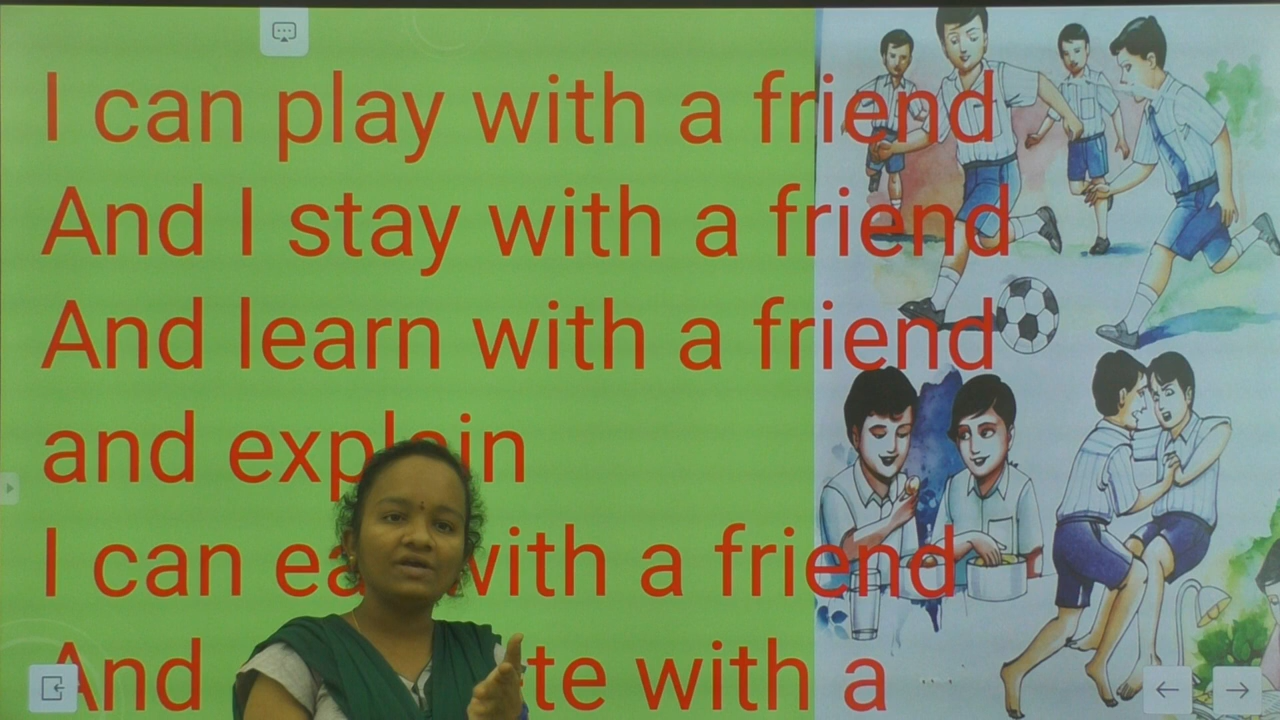 I can play with a friend
And I stay with a friend
And learn with a friend
and explain
I can eat with a friend
And with a